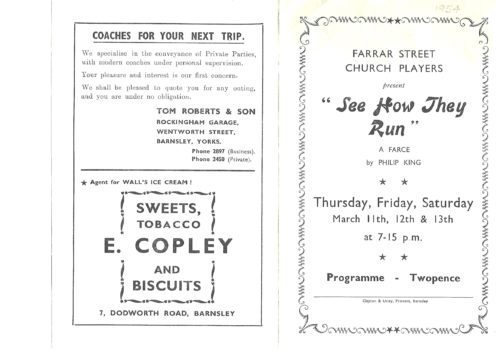 COACHES FOR YOUR NEXT TRIP.
We specialise in the conveyance of Private Parties,
with modern coaches under personal supervision.
Your pleasure and interest is our first concern.
We shall be pleased to quote you for any outing,
and you are under no obligation.
TOM ROBERTS & SON
ROCKINGHAM GARAGE,
WENTWORTH STREET,
BARNSLEY, YORKS.
Phone 2897 (Business).
Phone 2450 (Private).
★ Agent for WALL'S ICE CREAM !
SWEETS,
TOBACCO
E. COPLEY
AND
BISCUITS
7, DODWORTH ROAD, BARNSLEY
1954
FARRAR STREET
CHURCH PLAYERS
present
"See How They
Run"
A FARCE
by PHILIP KING
★ ★
Thursday, Friday, Saturday
March 11th, 12th & 13th
at 7-15 p.m.
★ ★
Programme - Twopence
Printers, Barnsley